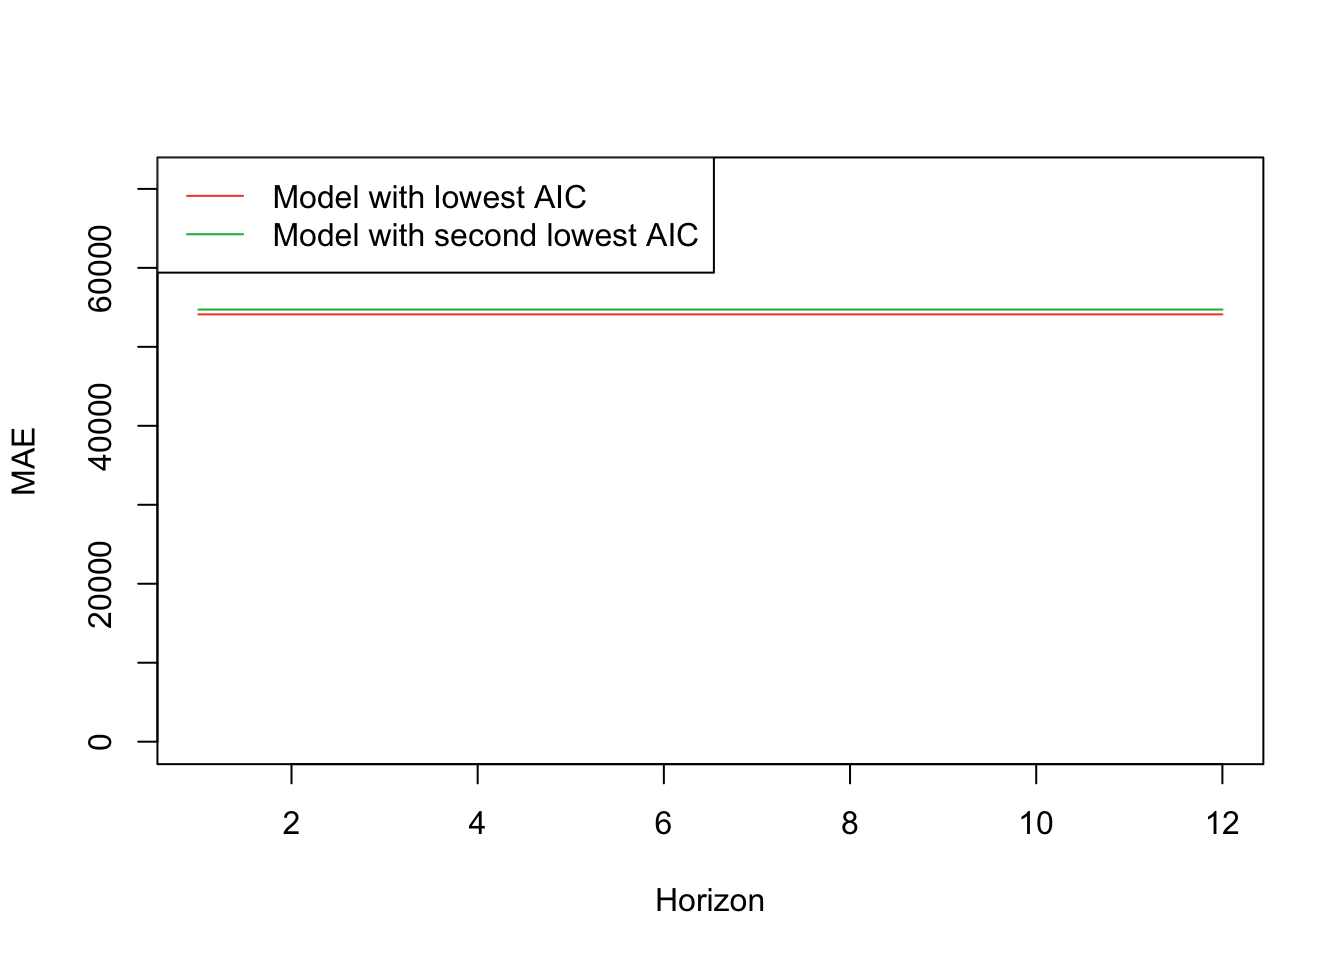 Model with lowest AIC
Model with second lowest AIC
MAE
60000
40000
20000
0
2 4 6 8 10 12
Horizon